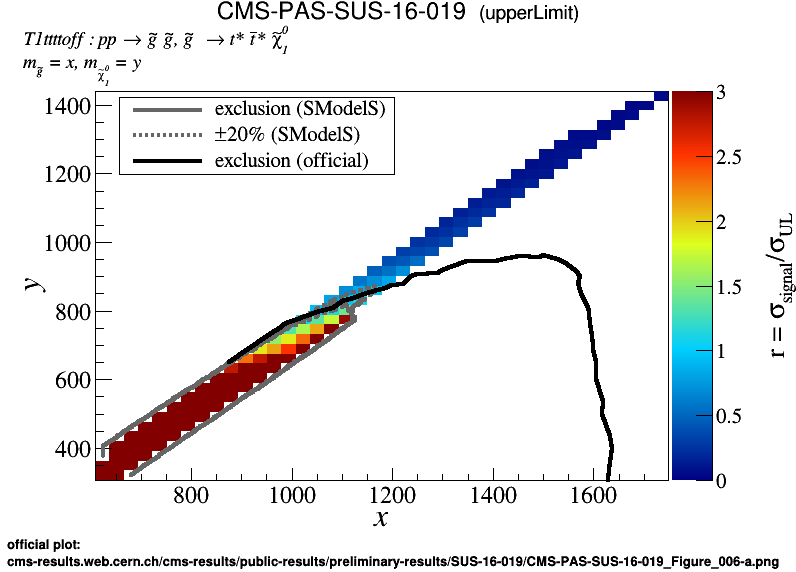 CMS-PAS-SUS-16-019 (upperLimit)
T1ttttoff : pp → g̃ g̃, g̃ → t* t̄* χ̃₁⁰
m_g̃ = x, m_χ̃₁⁰ = y
exclusion (SModelS)
±20% (SModelS)
exclusion (official)
1400
1200
1000
800
600
400
y
800 1000 1200 1400 1600
x
3
2.5
2
1.5
1
0.5
0
r = σ_signal/σ_UL
official plot:
cms-results.web.cern.ch/cms-results/public-results/preliminary-results/SUS-16-019/CMS-PAS-SUS-16-019_Figure_006-a.png